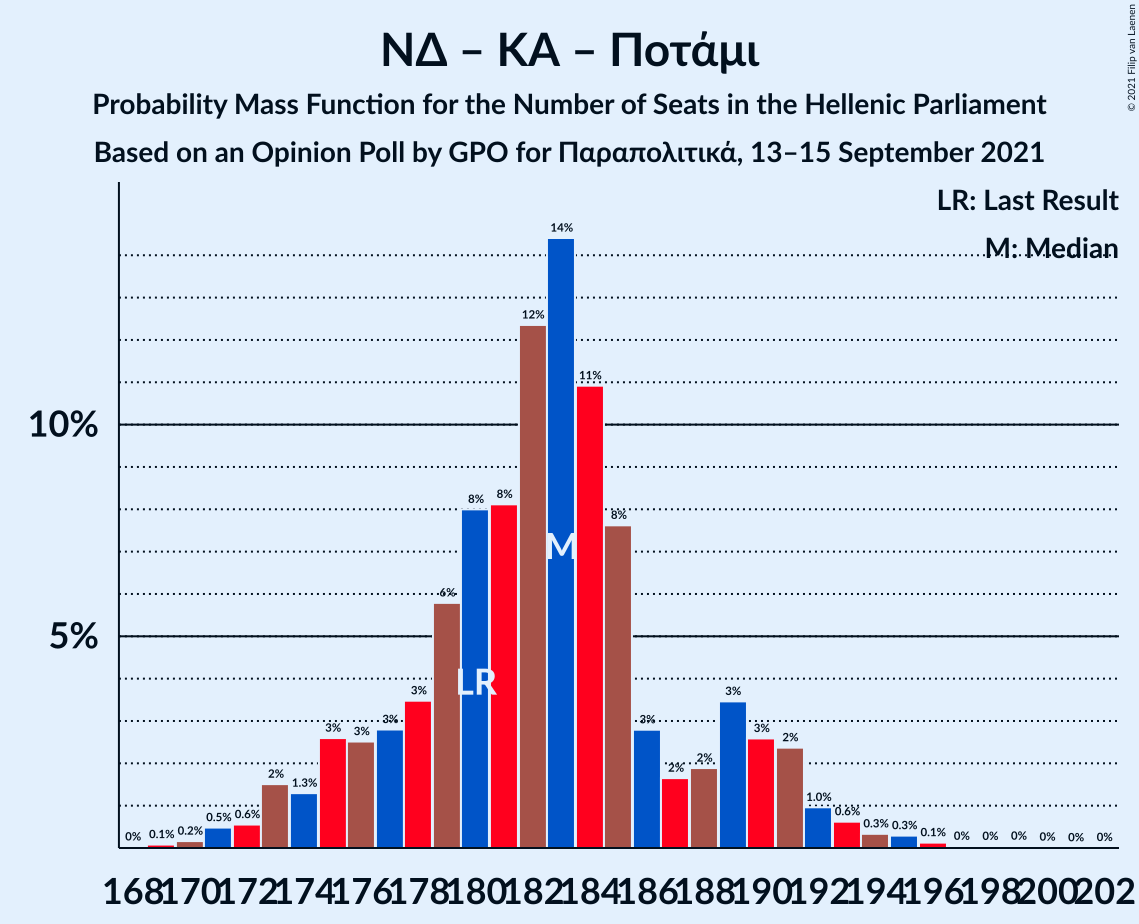 ΝΔ – ΚΑ – Ποτάμι
Probability Mass Function for the Number of Seats in the Hellenic Parliament
Based on an Opinion Poll by GPO for Παραπολιτικά, 13–15 September 2021
© 2021 Filip van Laenen
LR: Last Result
M: Median
14%
12%
11%
10%
8% 8% 8%
M
6%
5%
LR
3% 3% 3% 3% 3% 3% 3%
2% 2% 2% 2%
1.3% 1.0%
0% 0.1% 0.2% 0.5% 0.6% 0.6% 0.3% 0.3% 0.1% 0% 0% 0% 0% 0% 0%
168 170 172 174 176 178 180 182 184 186 188 190 192 194 196 198 200 202